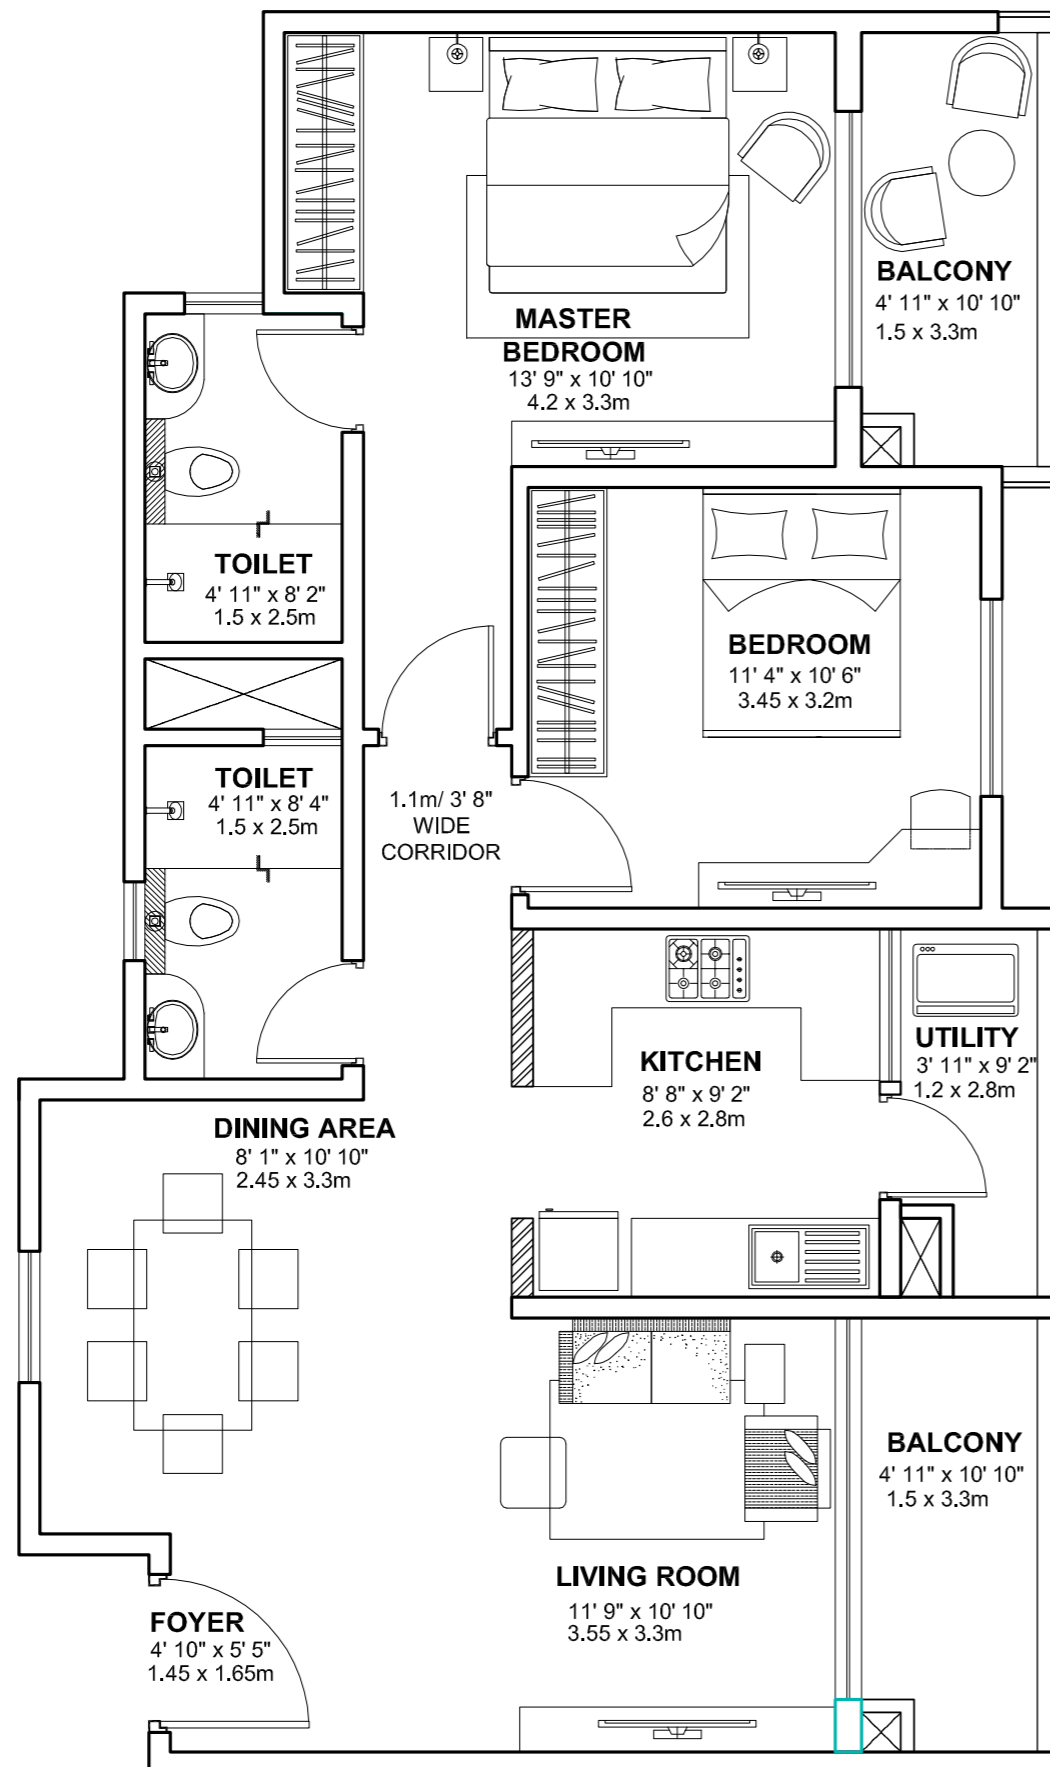 BALCONY
4' 11" x 10' 10"
1.5 x 3.3m
MASTER
BEDROOM
13' 9" x 10' 10"
4.2 x 3.3m
TOILET
4' 11" x 8' 2"
1.5 x 2.5m
BEDROOM
11' 4" x 10' 6"
3.45 x 3.2m
TOILET
4' 11" x 8' 4"
1.5 x 2.5m
1.1m/ 3' 8"
WIDE
CORRIDOR
UTILITY
3' 11" x 9' 2"
1.2 x 2.8m
KITCHEN
8' 8" x 9' 2"
2.6 x 2.8m
DINING AREA
8' 1" x 10' 10"
2.45 x 3.3m
BALCONY
4' 11" x 10' 10"
1.5 x 3.3m
LIVING ROOM
11' 9" x 10' 10"
3.55 x 3.3m
FOYER
4' 10" x 5' 5"
1.45 x 1.65m